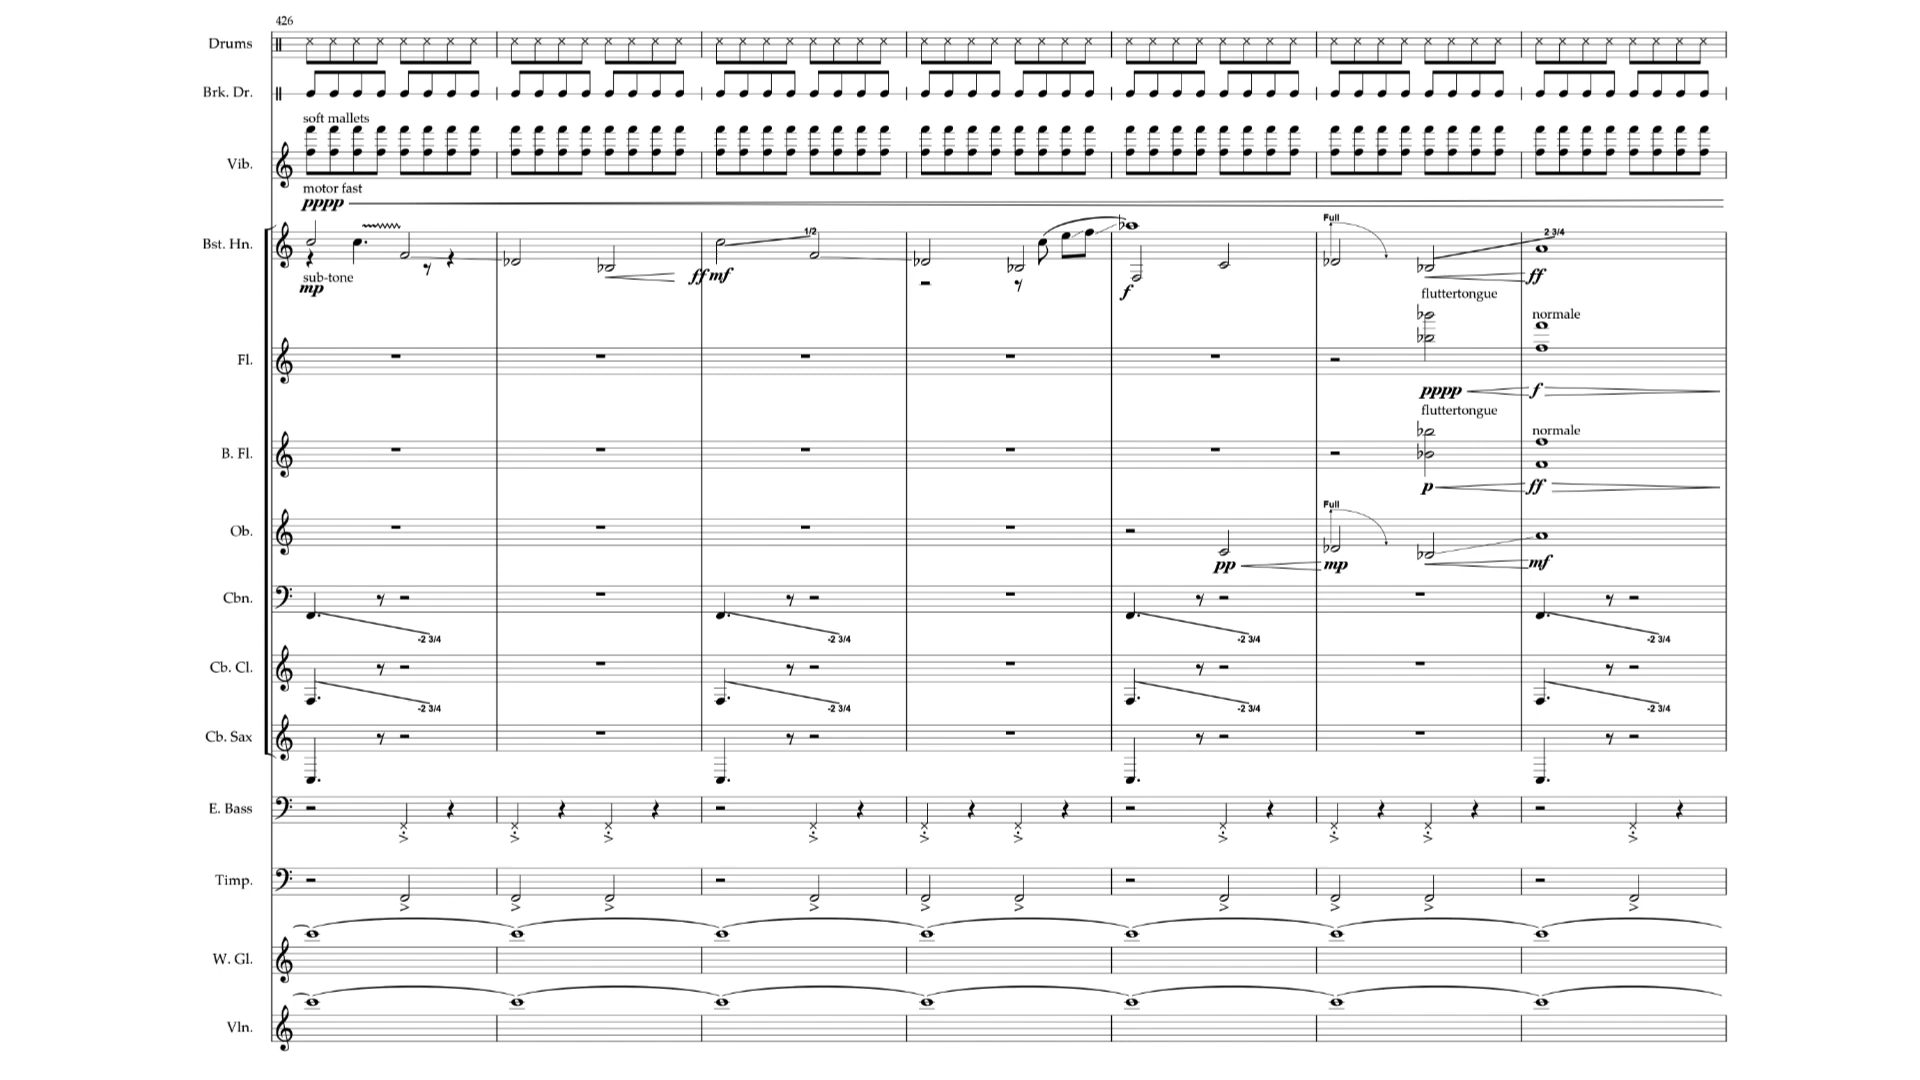 426
Drums
Brk. Dr.
soft mallets
Vib.
motor fast
pppp
Bst. Hn.
1/2
Full
2 3/4
sub-tone
mp
ff mf
f
ff
fluttertongue
normale
Fl.
pppp
f
fluttertongue
normale
B. Fl.
p
ff
Full
Ob.
pp
mp
mf
Cbn.
-2 3/4
-2 3/4
-2 3/4
-2 3/4
Cb. Cl.
-2 3/4
-2 3/4
-2 3/4
-2 3/4
Cb. Sax
E. Bass
Timp.
W. Gl.
Vln.